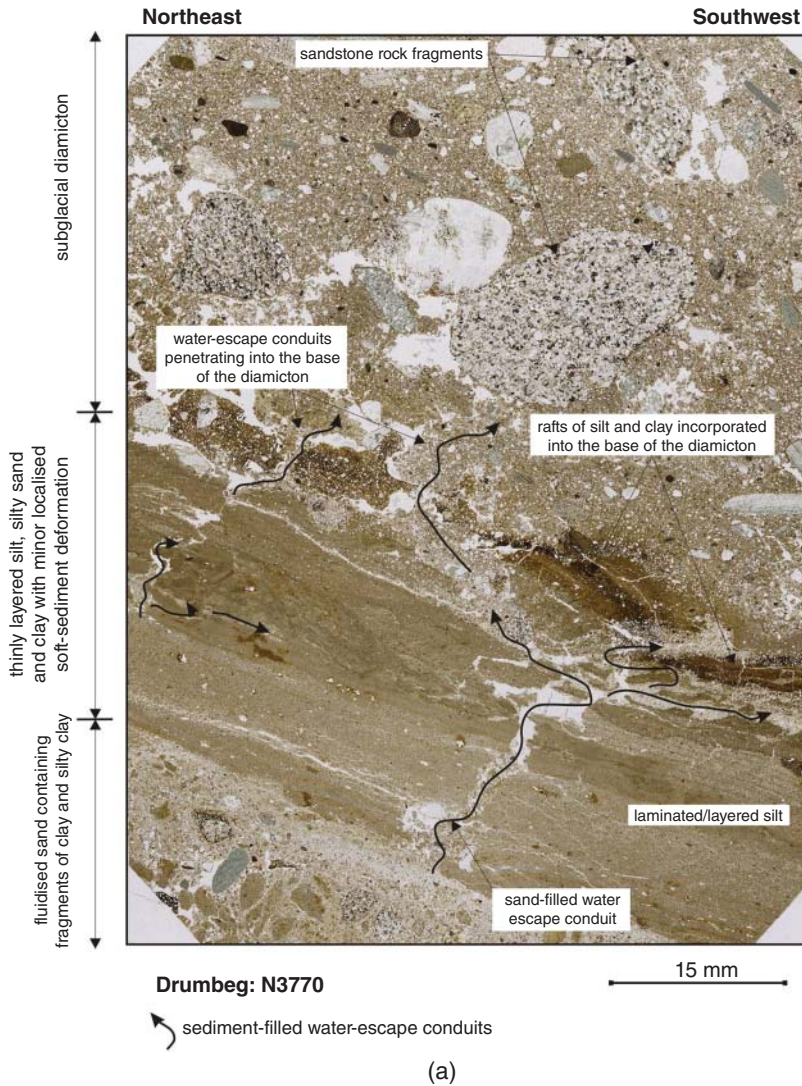 Northeast
Southwest
sandstone rock fragments
subglacial diamicton
water-escape conduits
penetrating into the base
of the diamicton
rafts of silt and clay incorporated
into the base of the diamicton
thinly layered silt, silty sand
and clay with minor localised
soft-sediment deformation
fluidised sand containing
fragments of clay and silty clay
laminated/layered silt
sand-filled water
escape conduit
Drumbeg: N3770
15 mm
sediment-filled water-escape conduits
(a)